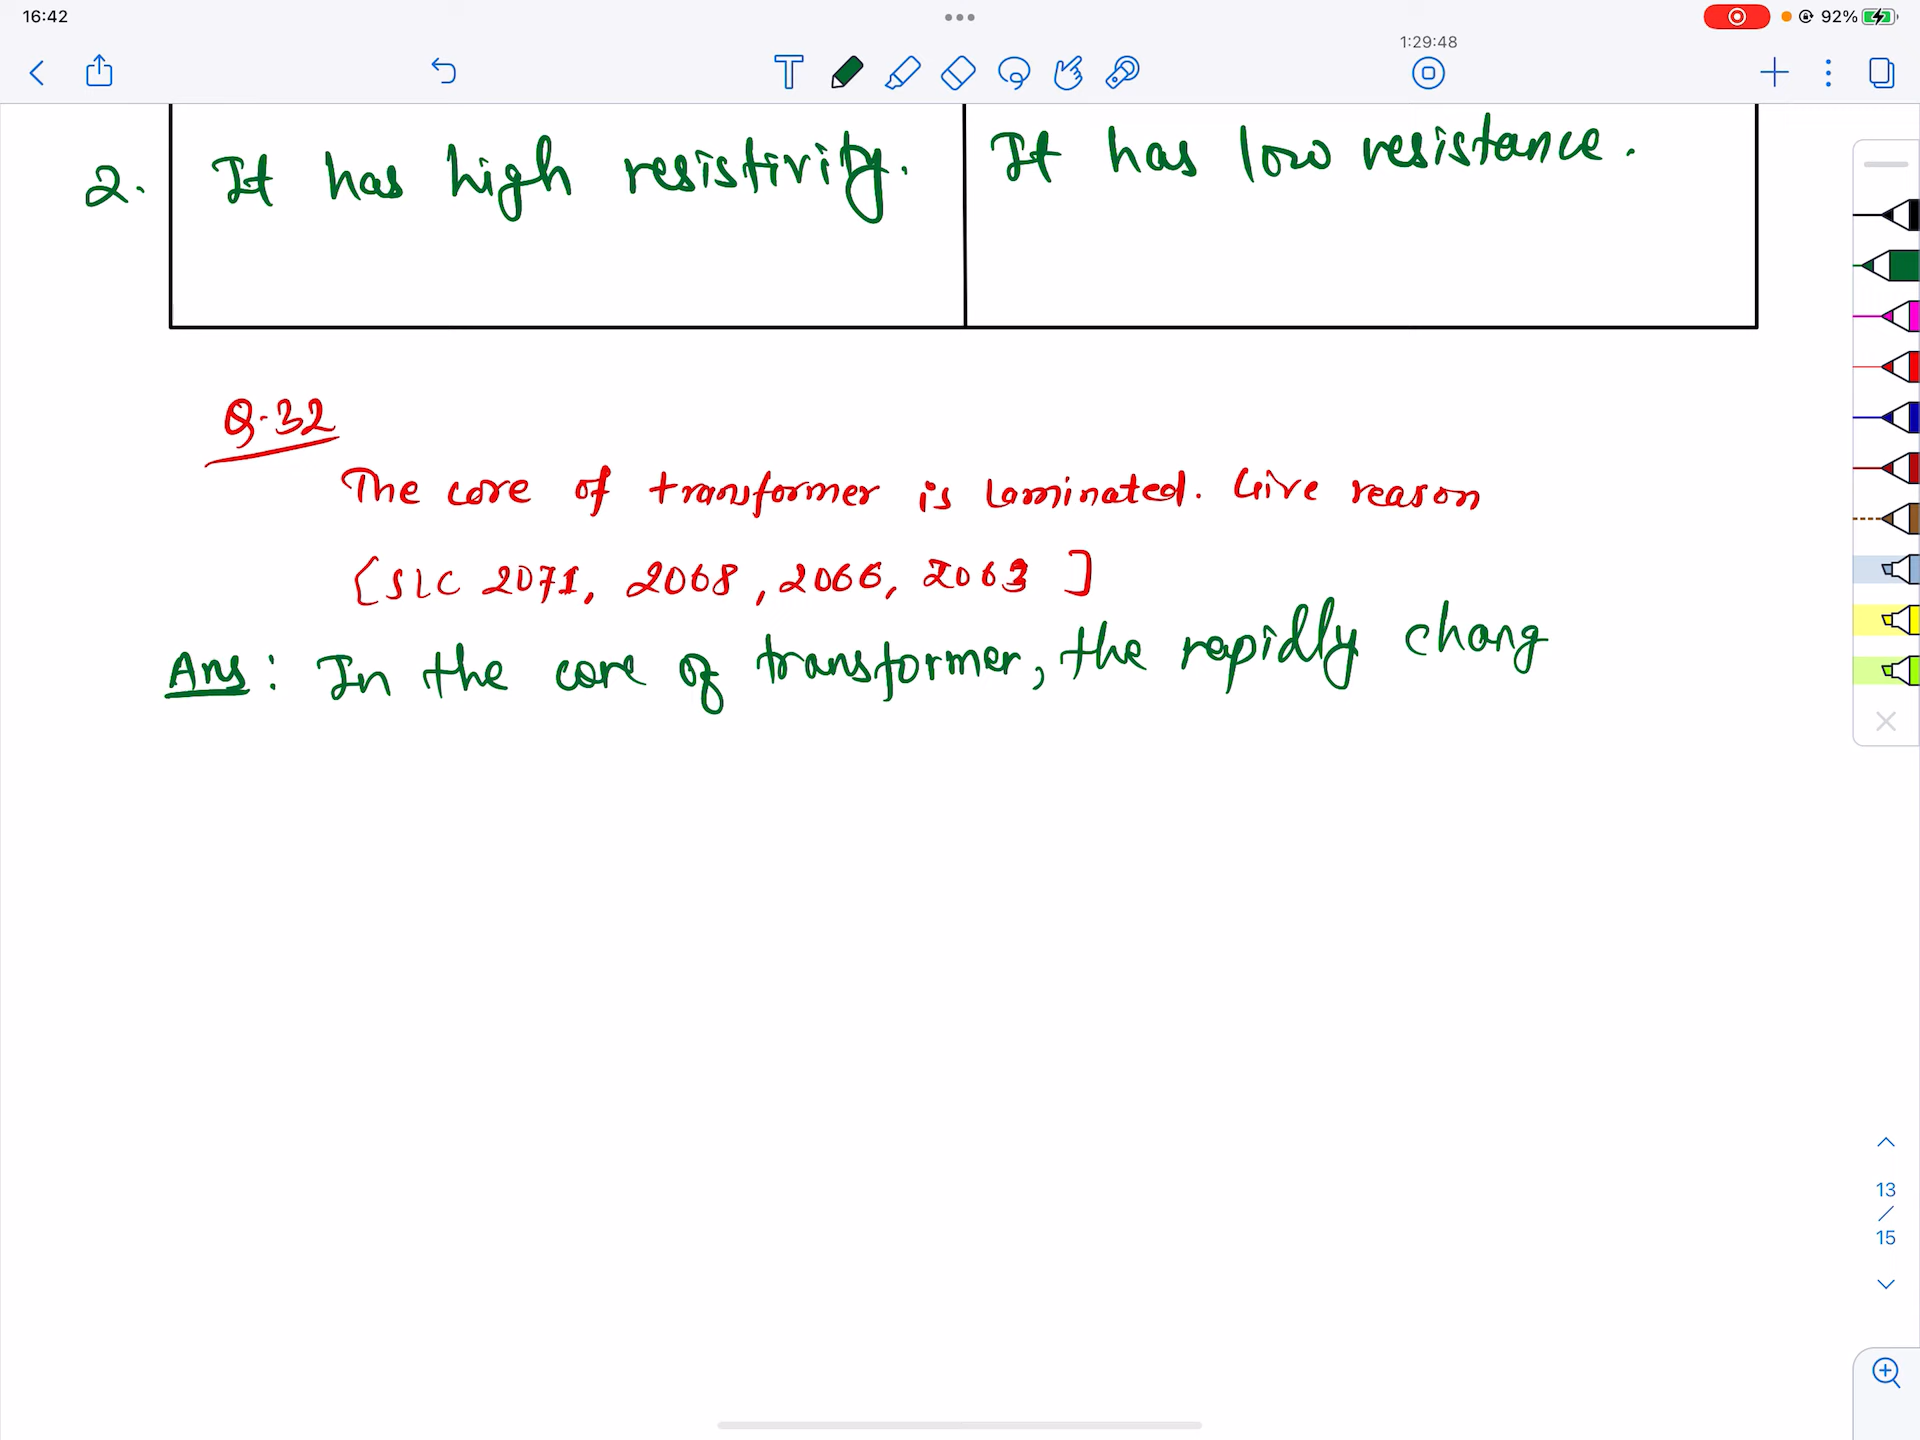 16:42
92%
1:29:48
2. It has high resistivity. It has low resistance.
Q.32
The core of transformer is laminated. Give reason
[SLC 2071, 2068, 2066, 2063]
Ans: In the core of transformer, the rapidly chang
13
/
15